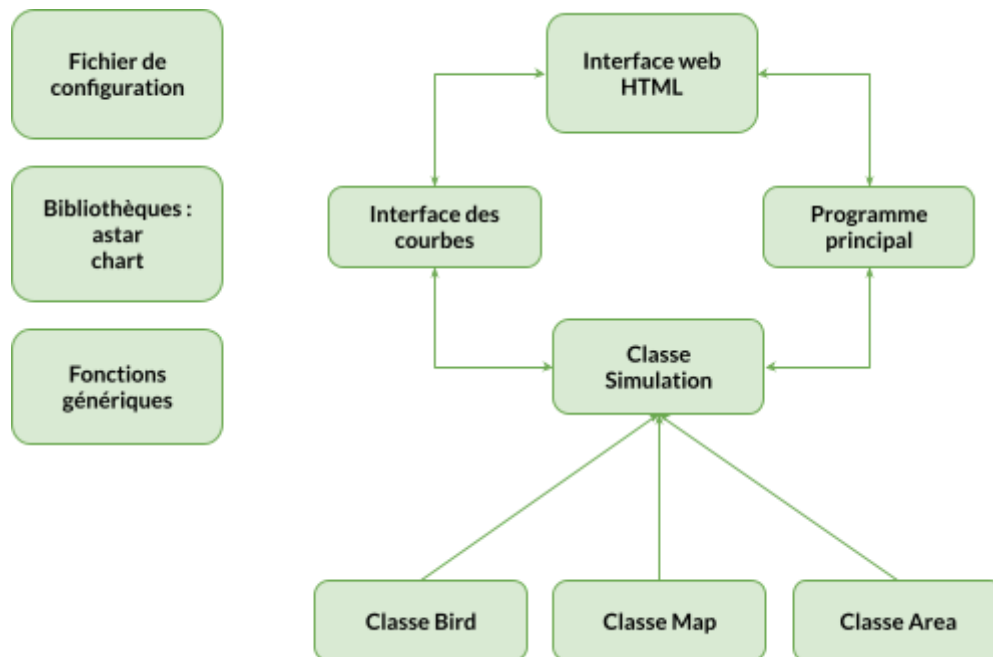 Fichier de
configuration
Bibliothèques :
astar
chart
Fonctions
génériques
Interface web
HTML
Interface des
courbes
Programme
principal
Classe
Simulation
Classe Bird
Classe Map
Classe Area